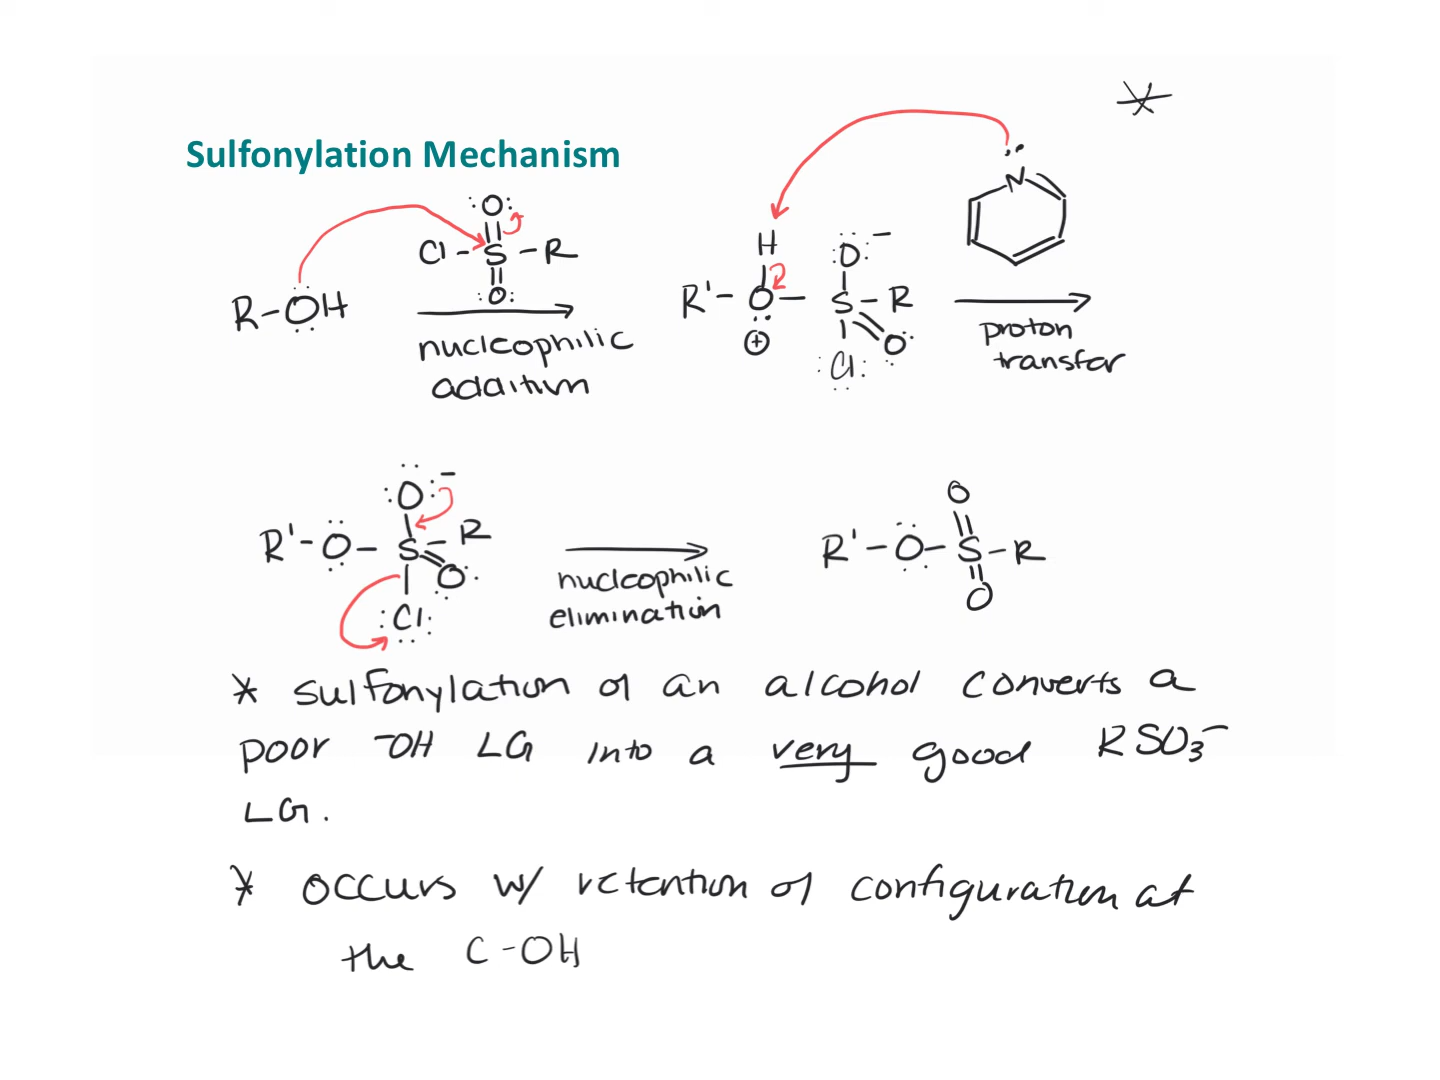 *
Sulfonylation Mechanism
:O:
Cl-S-R
:O:
R-OH
nucleophilic
addition
N
H
:O: −
R'-O-S-R
⊕
O:
:Cl:
proton
transfer
:O: −
R'-O-S-R
O:
:Cl:
nucleophilic
elimination
O
R'-O-S-R
O
* sulfonylation of an alcohol converts a
poor ⁻OH LG into a very good RSO₃⁻
LG.
* occurs w/ retention of configuration at
the C-OH